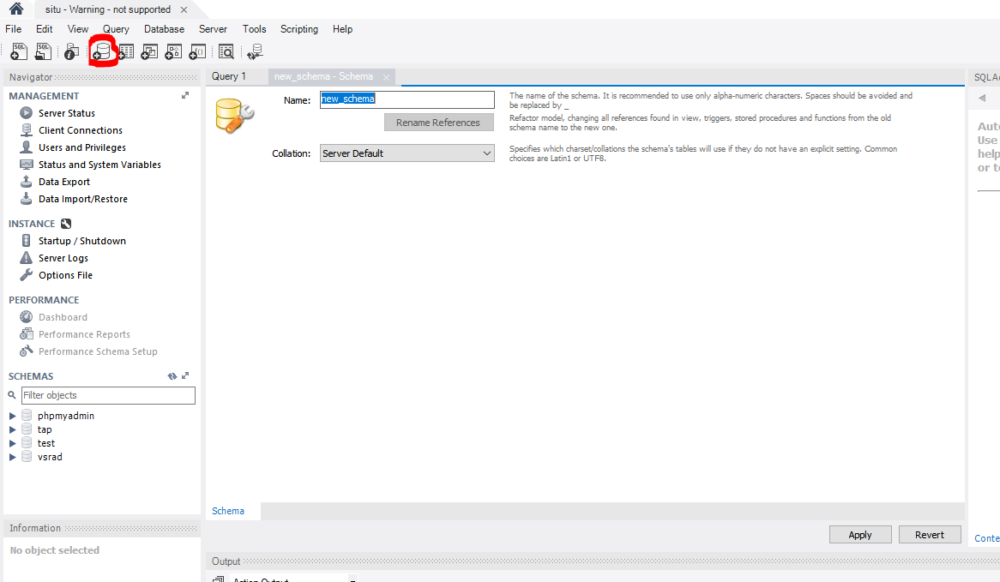 situ - Warning - not supported
File Edit View Query Database Server Tools Scripting Help
SQL SQL
Navigator
MANAGEMENT
Server Status
Client Connections
Users and Privileges
Status and System Variables
Data Export
Data Import/Restore
INSTANCE
Startup / Shutdown
Server Logs
Options File
PERFORMANCE
Dashboard
Performance Reports
Performance Schema Setup
SCHEMAS
Filter objects
phpmyadmin
tap
test
vsrad
Information
No object selected
Query 1 new_schema - Schema
Name: new_schema
The name of the schema. It is recommended to use only alpha-numeric characters. Spaces should be avoided and
be replaced by _
Rename References
Refactor model, changing all references found in view, triggers, stored procedures and functions from the old
schema name to the new one.
Collation: Server Default
Specifies which charset/collations the schema's tables will use if they do not have an explicit setting. Common
choices are Latin1 or UTF8.
Schema
Apply Revert
Output
Action Output
SQL A
Auto
Use
help
or t
Conte